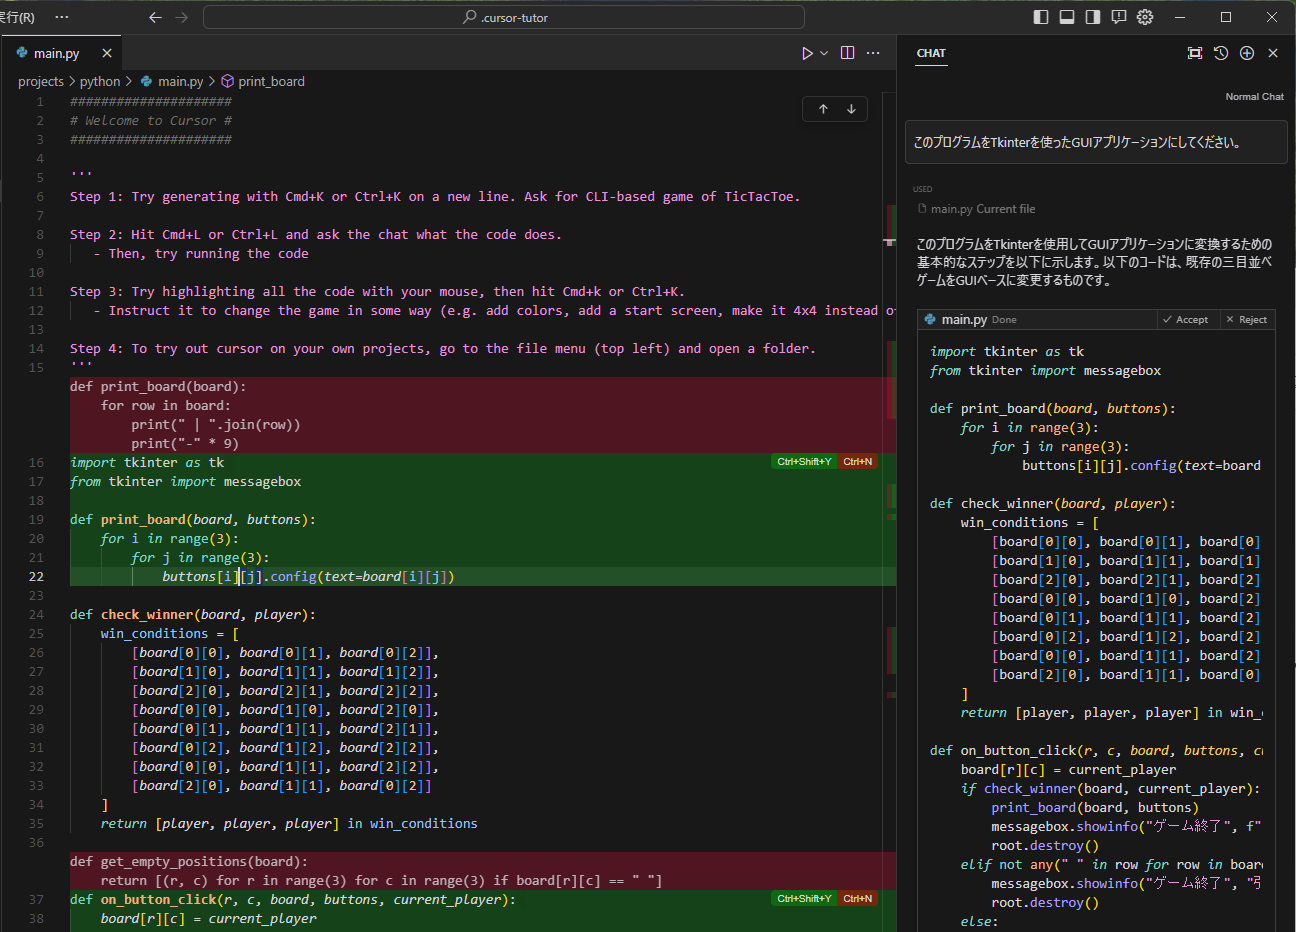 実行(R)
.cursor-tutor
main.py
projects > python > main.py > print_board
1 #####################
2 # Welcome to Cursor #
3 #####################
4
5 '''
6 Step 1: Try generating with Cmd+K or Ctrl+K on a new line. Ask for CLI-based game of TicTacToe.
7
8 Step 2: Hit Cmd+L or Ctrl+L and ask the chat what the code does.
9 - Then, try running the code
10
11 Step 3: Try highlighting all the code with your mouse, then hit Cmd+k or Ctrl+K.
12 - Instruct it to change the game in some way (e.g. add colors, add a start screen, make it 4x4 instead o
13
14 Step 4: To try out cursor on your own projects, go to the file menu (top left) and open a folder.
15 '''
def print_board(board):
for row in board:
print(" | ".join(row))
print("-" * 9)
16 import tkinter as tk
Ctrl+Shift+Y Ctrl+N
17 from tkinter import messagebox
18
19 def print_board(board, buttons):
20 for i in range(3):
21 for j in range(3):
22 buttons[i][j].config(text=board[i][j])
23
24 def check_winner(board, player):
25 win_conditions = [
26 [board[0][0], board[0][1], board[0][2]],
27 [board[1][0], board[1][1], board[1][2]],
28 [board[2][0], board[2][1], board[2][2]],
29 [board[0][0], board[1][0], board[2][0]],
30 [board[0][1], board[1][1], board[2][1]],
31 [board[0][2], board[1][2], board[2][2]],
32 [board[0][0], board[1][1], board[2][2]],
33 [board[2][0], board[1][1], board[0][2]]
34 ]
35 return [player, player, player] in win_conditions
36
def get_empty_positions(board):
return [(r, c) for r in range(3) for c in range(3) if board[r][c] == " "]
37 def on_button_click(r, c, board, buttons, current_player):
Ctrl+Shift+Y Ctrl+N
38 board[r][c] = current_player
CHAT
Normal Chat
このプログラムをTkinterを使ったGUIアプリケーションにしてください。
USED
main.py Current file
このプログラムをTkinterを使用してGUIアプリケーションに変換するための
基本的なステップを以下に示します。以下のコードは、既存の三目並べ
ゲームをGUIベースに変更するものです。
main.py Done
Accept
Reject
import tkinter as tk
from tkinter import messagebox
def print_board(board, buttons):
for i in range(3):
for j in range(3):
buttons[i][j].config(text=board
def check_winner(board, player):
win_conditions = [
[board[0][0], board[0][1], board[0]
[board[1][0], board[1][1], board[1]
[board[2][0], board[2][1], board[2]
[board[0][0], board[1][0], board[2]
[board[0][1], board[1][1], board[2]
[board[0][2], board[1][2], board[2]
[board[0][0], board[1][1], board[2]
[board[2][0], board[1][1], board[0]
]
return [player, player, player] in win_
def on_button_click(r, c, board, buttons, cu
board[r][c] = current_player
if check_winner(board, current_player):
print_board(board, buttons)
messagebox.showinfo("ゲーム終了", f"
root.destroy()
elif not any(" " in row for row in board
messagebox.showinfo("ゲーム終了", "引
root.destroy()
else: